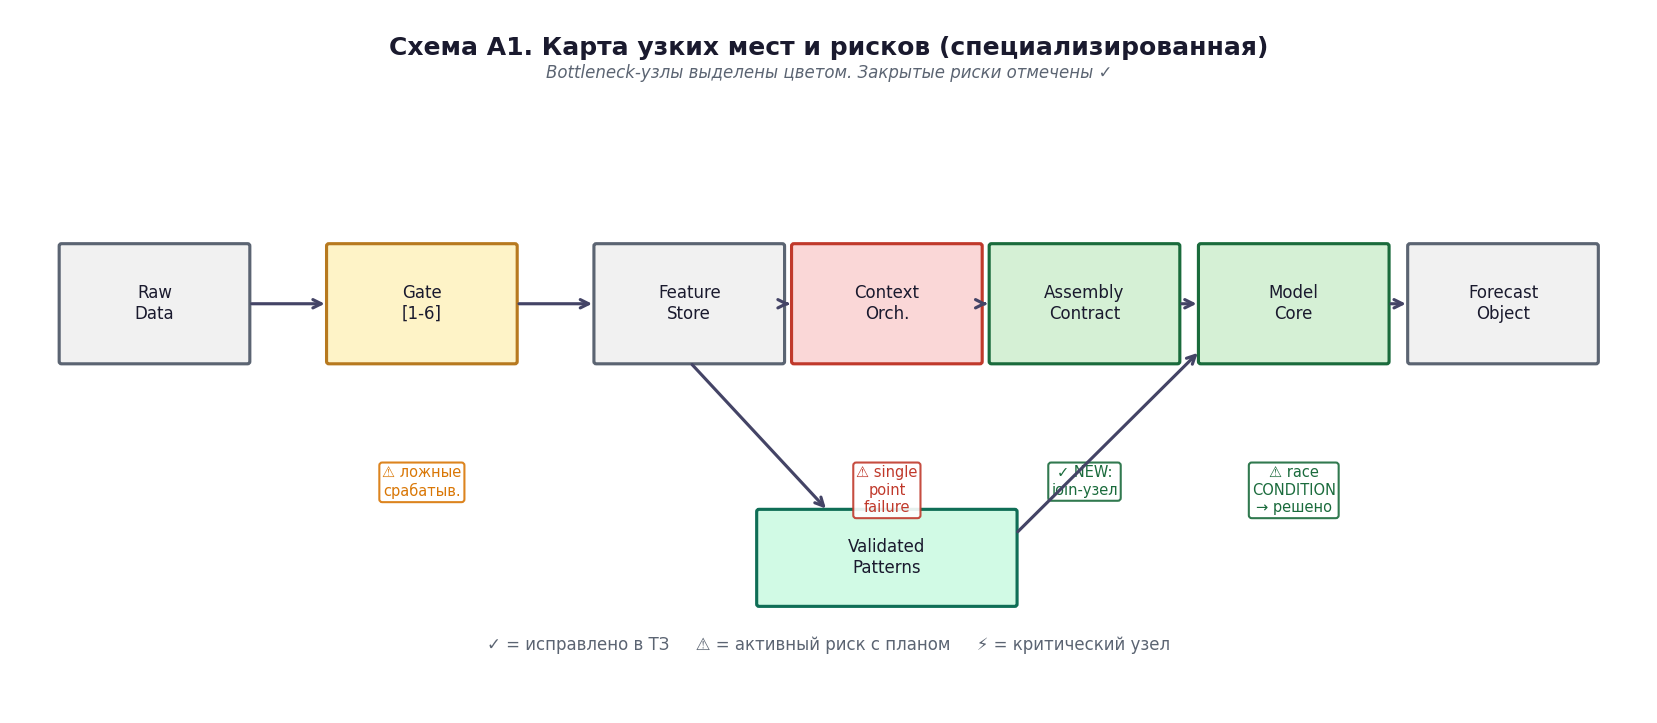 Схема А1. Карта узких мест и рисков (специализированная)
Bottleneck-узлы выделены цветом. Закрытые риски отмечены ✓
Raw
Data
Gate
[1-6]
Feature
Store
Context
Orch.
Assembly
Contract
Model
Core
Forecast
Object
⚠ ложные
срабатыв.
⚠ single
point
failure
✓ NEW:
join-узел
⚠ race
CONDITION
→ решено
Validated
Patterns
✓ = исправлено в ТЗ ⚠ = активный риск с планом ⚡ = критический узел